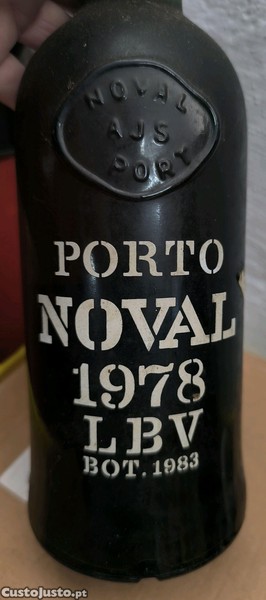 NOVAL
AJS
PORT
PORTO
NOVAL
1978
LBV
BOT. 1983
CustoJusto.pt